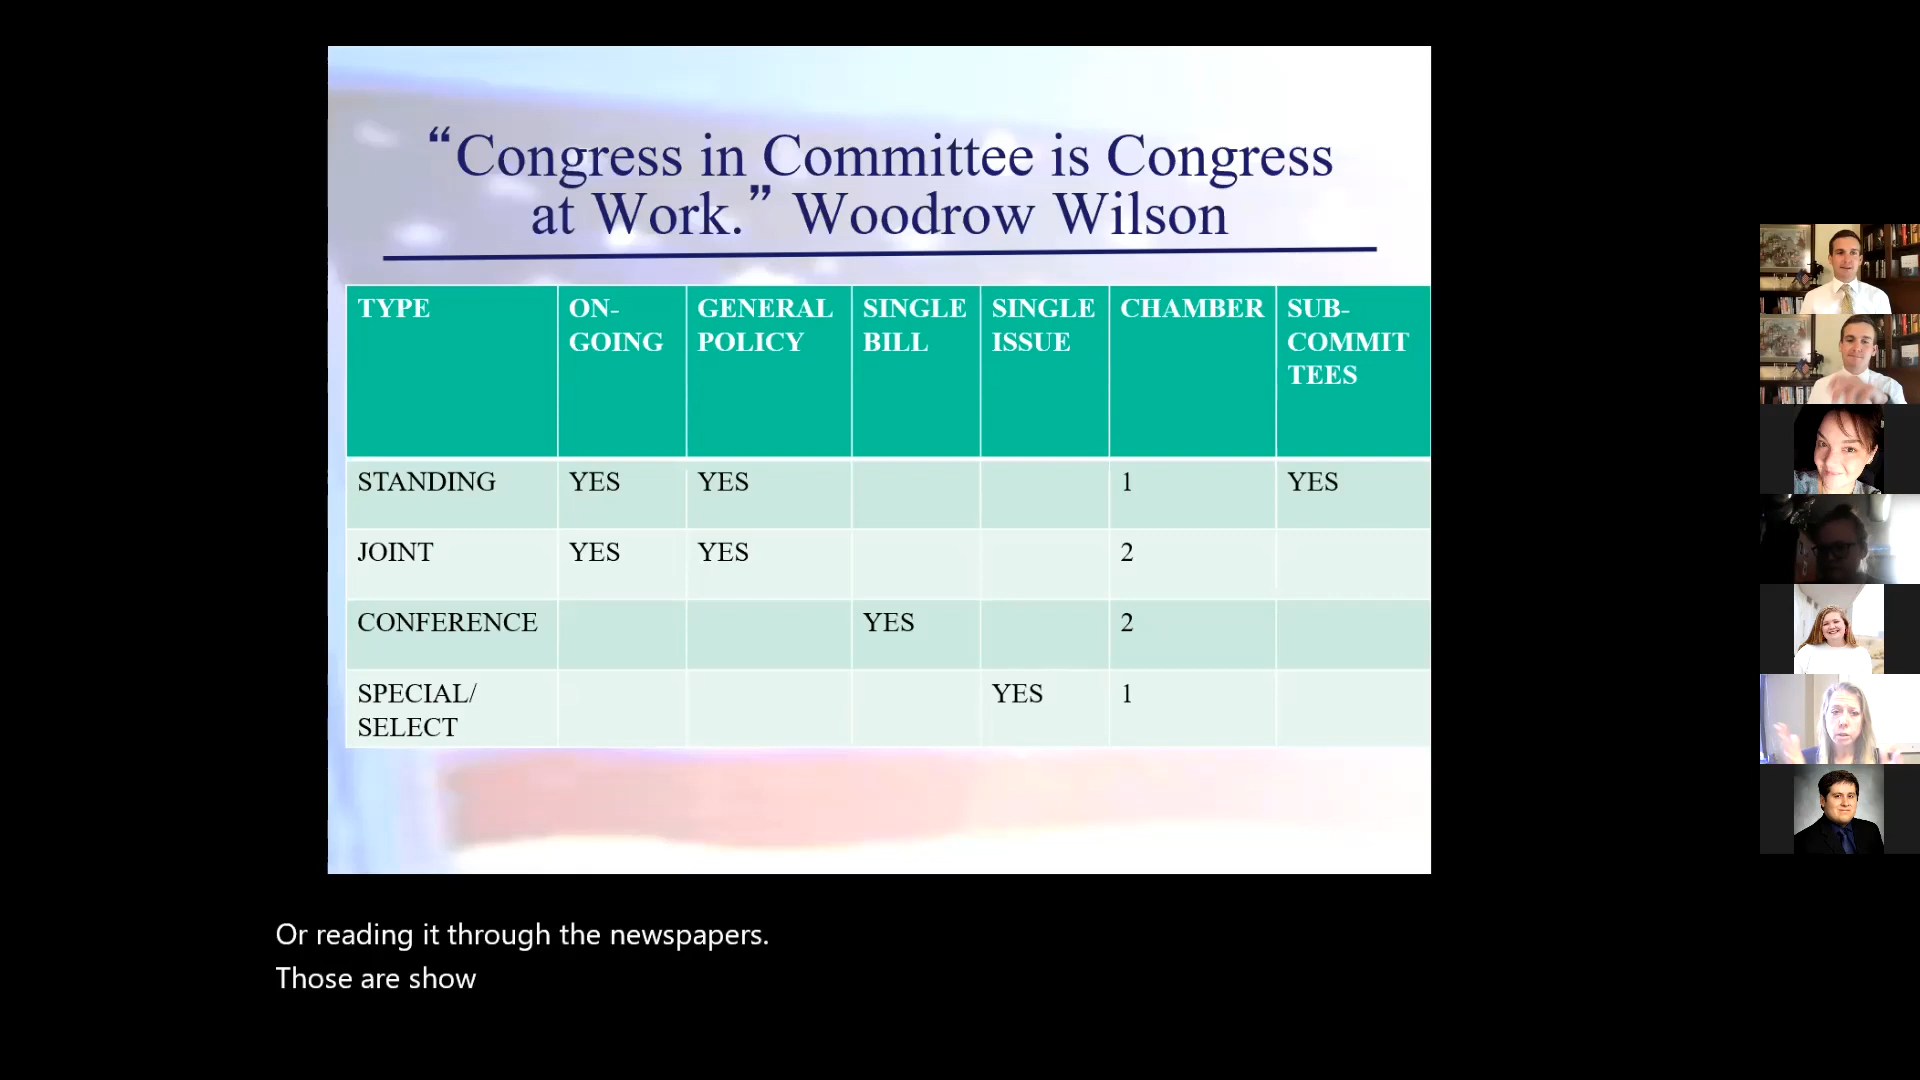 “Congress in Committee is Congress
at Work.” Woodrow Wilson
TYPE ON- GENERAL SINGLE SINGLE CHAMBER SUB-
GOING POLICY BILL ISSUE COMMIT
TEES
STANDING YES YES 1 YES
JOINT YES YES 2
CONFERENCE YES 2
SPECIAL/ YES 1
SELECT
Or reading it through the newspapers.
Those are show